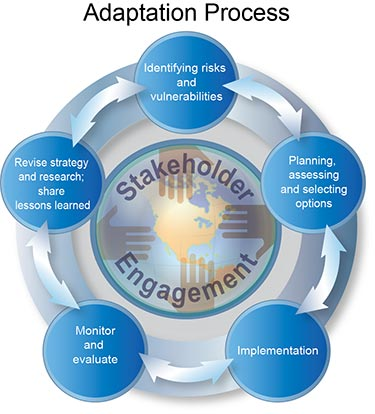 Adaptation Process
Identifying risks
and
vulnerabilities
Planning,
assessing
and selecting
options
Implementation
Monitor
and
evaluate
Revise strategy
and research;
share
lessons learned
Stakeholder
Engagement